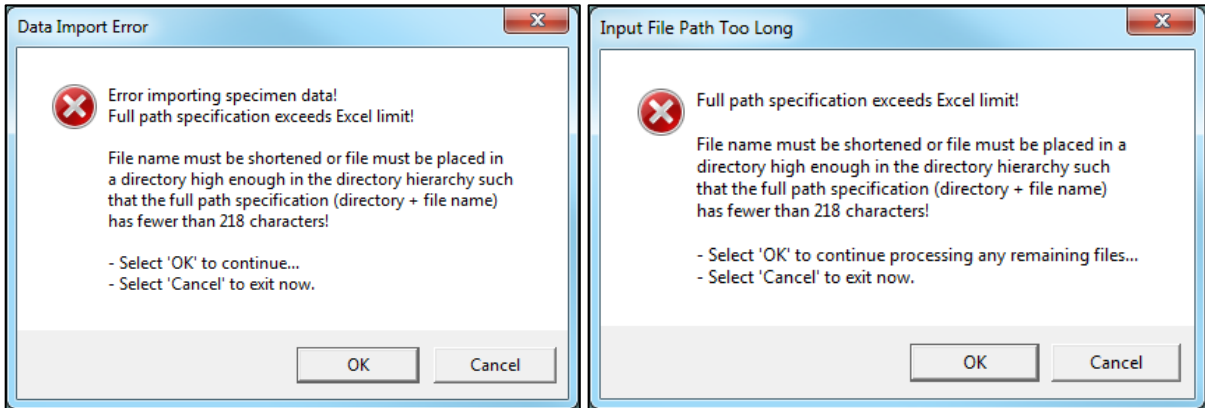 Data Import Error
Error importing specimen data!
Full path specification exceeds Excel limit!
File name must be shortened or file must be placed in
a directory high enough in the directory hierarchy such
that the full path specification (directory + file name)
has fewer than 218 characters!
- Select 'OK' to continue...
- Select 'Cancel' to exit now.
OK
Cancel
Input File Path Too Long
Full path specification exceeds Excel limit!
File name must be shortened or file must be placed in a
directory high enough in the directory hierarchy such
that the full path specification (directory + file name)
has fewer than 218 characters!
- Select 'OK' to continue processing any remaining files...
- Select 'Cancel' to exit now.
OK
Cancel